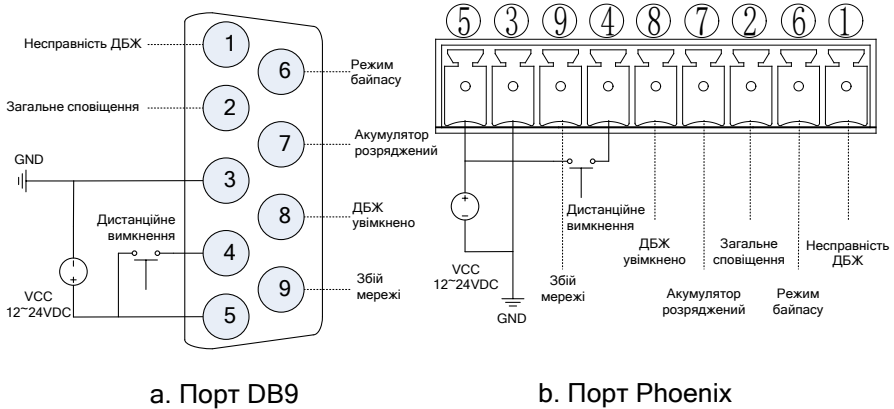 Несправність ДБЖ
1
6
Режим
байпасу
Загальне сповіщення
2
7
Акумулятор
розряджений
GND
3
8
ДБЖ
увімкнено
Дистанційне
вимкнення
4
9
Збій
мережі
VCC
12~24VDC
5
a. Порт DB9
5 3 9 4 8 7 2 6 1
Дистанційне
вимкнення
VCC
12~24VDC
GND
Збій
мережі
ДБЖ
увімкнено
Акумулятор
розряджений
Загальне
сповіщення
Режим
байпасу
Несправність
ДБЖ
b. Порт Phoenix